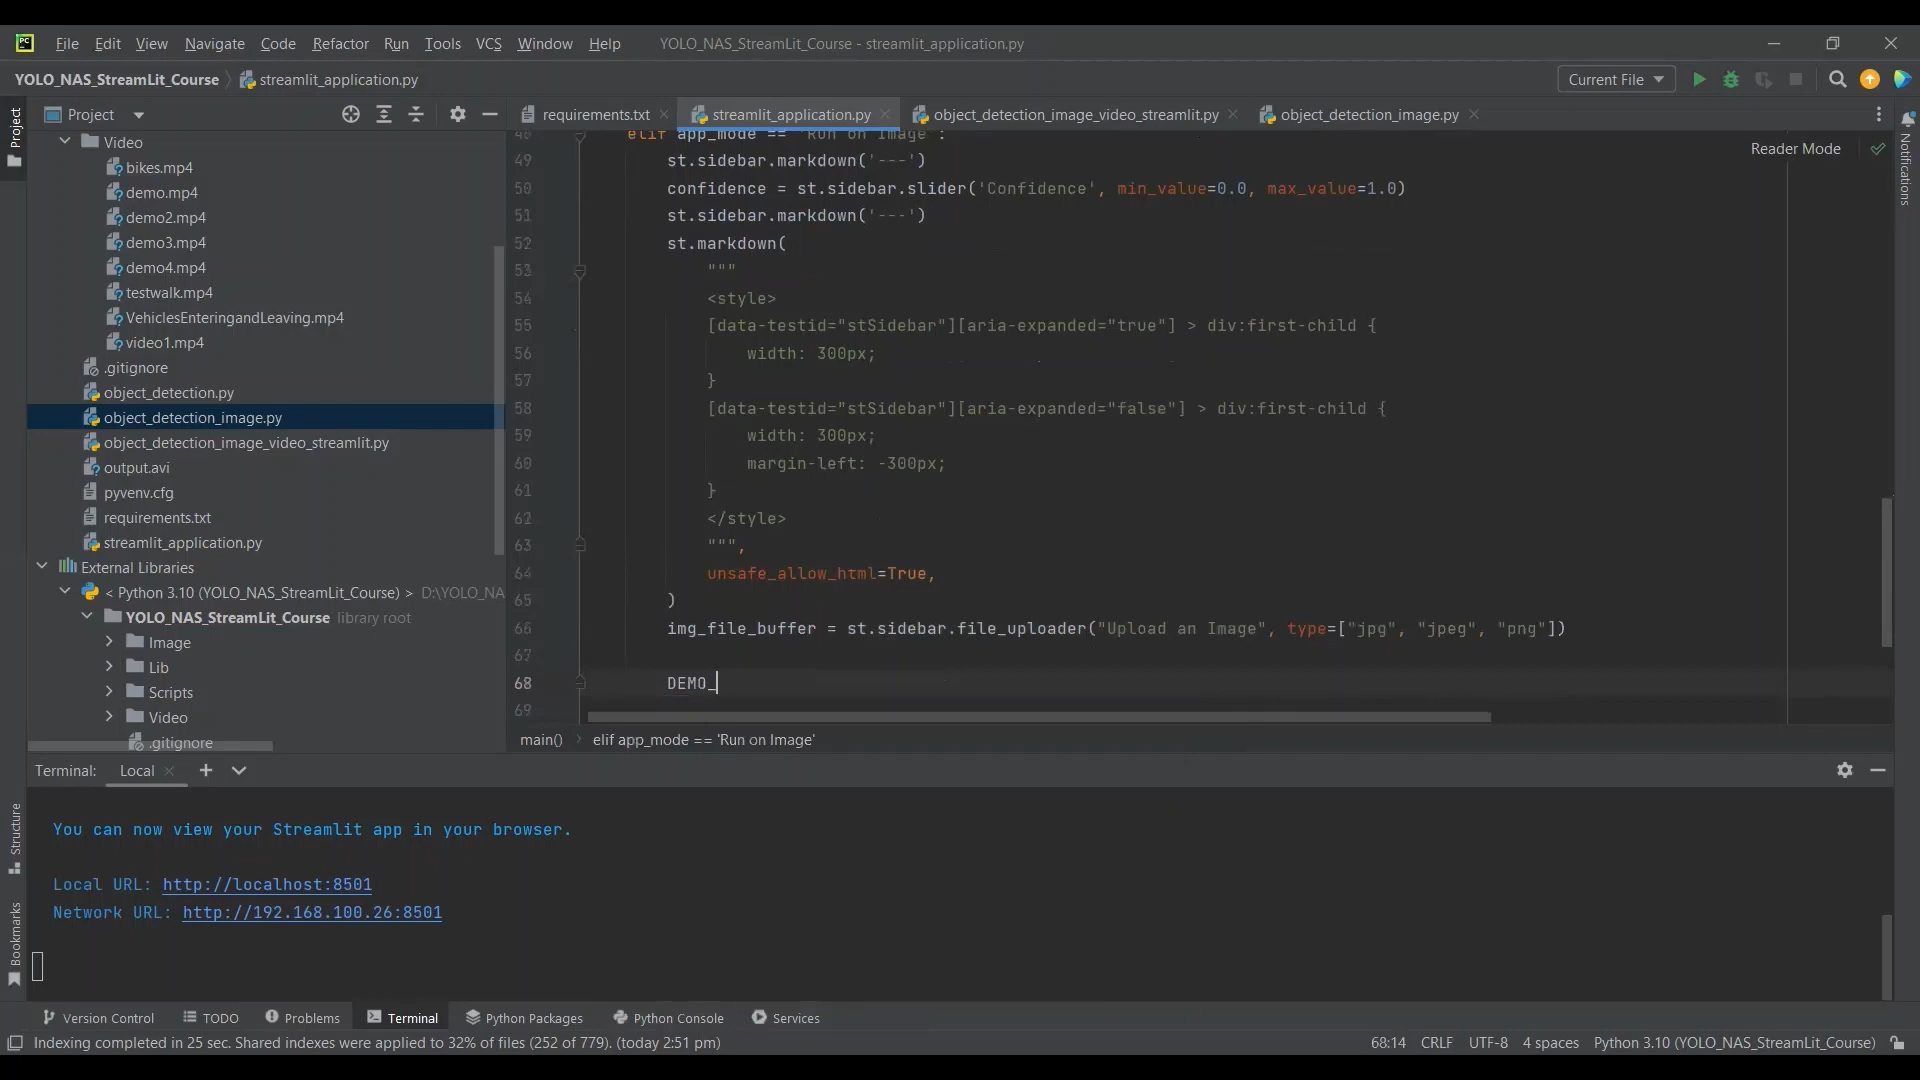 PC File Edit View Navigate Code Refactor Run Tools VCS Window Help YOLO_NAS_StreamLit_Course - streamlit_application.py
YOLO_NAS_StreamLit_Course streamlit_application.py Current File
Project
Project
requirements.txt streamlit_application.py object_detection_image_video_streamlit.py object_detection_image.py
Notifications
Video
bikes.mp4
demo.mp4
demo2.mp4
demo3.mp4
demo4.mp4
testwalk.mp4
VehiclesEnteringandLeaving.mp4
video1.mp4
.gitignore
object_detection.py
object_detection_image.py
object_detection_image_video_streamlit.py
output.avi
pyvenv.cfg
requirements.txt
streamlit_application.py
External Libraries
< Python 3.10 (YOLO_NAS_StreamLit_Course) > D:\YOLO_NA
YOLO_NAS_StreamLit_Course library root
Image
Lib
Scripts
Video
.gitignore
Reader Mode
48 elif app_mode == 'Run on Image':
49 st.sidebar.markdown('---')
50 confidence = st.sidebar.slider('Confidence', min_value=0.0, max_value=1.0)
51 st.sidebar.markdown('---')
52 st.markdown(
53 """
54 <style>
55 [data-testid="stSidebar"][aria-expanded="true"] > div:first-child {
56 width: 300px;
57 }
58 [data-testid="stSidebar"][aria-expanded="false"] > div:first-child {
59 width: 300px;
60 margin-left: -300px;
61 }
62 </style>
63 """,
64 unsafe_allow_html=True,
65 )
66 img_file_buffer = st.sidebar.file_uploader("Upload an Image", type=["jpg", "jpeg", "png"])
67
68 DEMO_
69
main() elif app_mode == 'Run on Image'
Terminal: Local
You can now view your Streamlit app in your browser.
Local URL: http://localhost:8501
Network URL: http://192.168.100.26:8501
Structure
Bookmarks
Version Control TODO Problems Terminal Python Packages Python Console Services
Indexing completed in 25 sec. Shared indexes were applied to 32% of files (252 of 779). (today 2:51 pm) 68:14 CRLF UTF-8 4 spaces Python 3.10 (YOLO_NAS_StreamLit_Course)